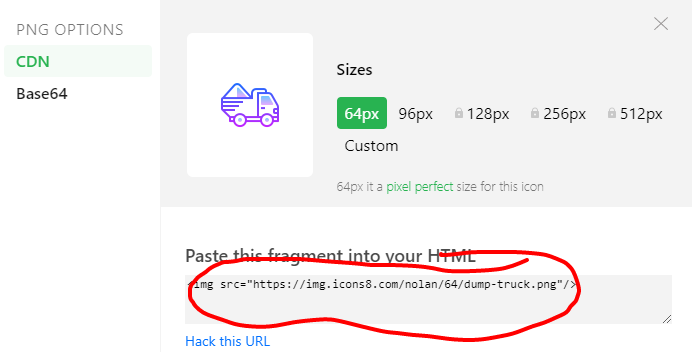 PNG OPTIONS
CDN
Base64
Sizes
64px 96px 128px 256px 512px
Custom
64px it a pixel perfect size for this icon
Paste this fragment into your HTML
<img src="https://img.icons8.com/nolan/64/dump-truck.png"/>
Hack this URL